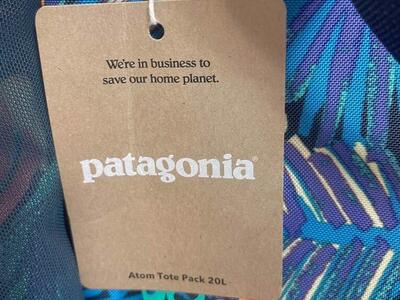 We're in business to
save our home planet.
patagonia®
Atom Tote Pack 20L